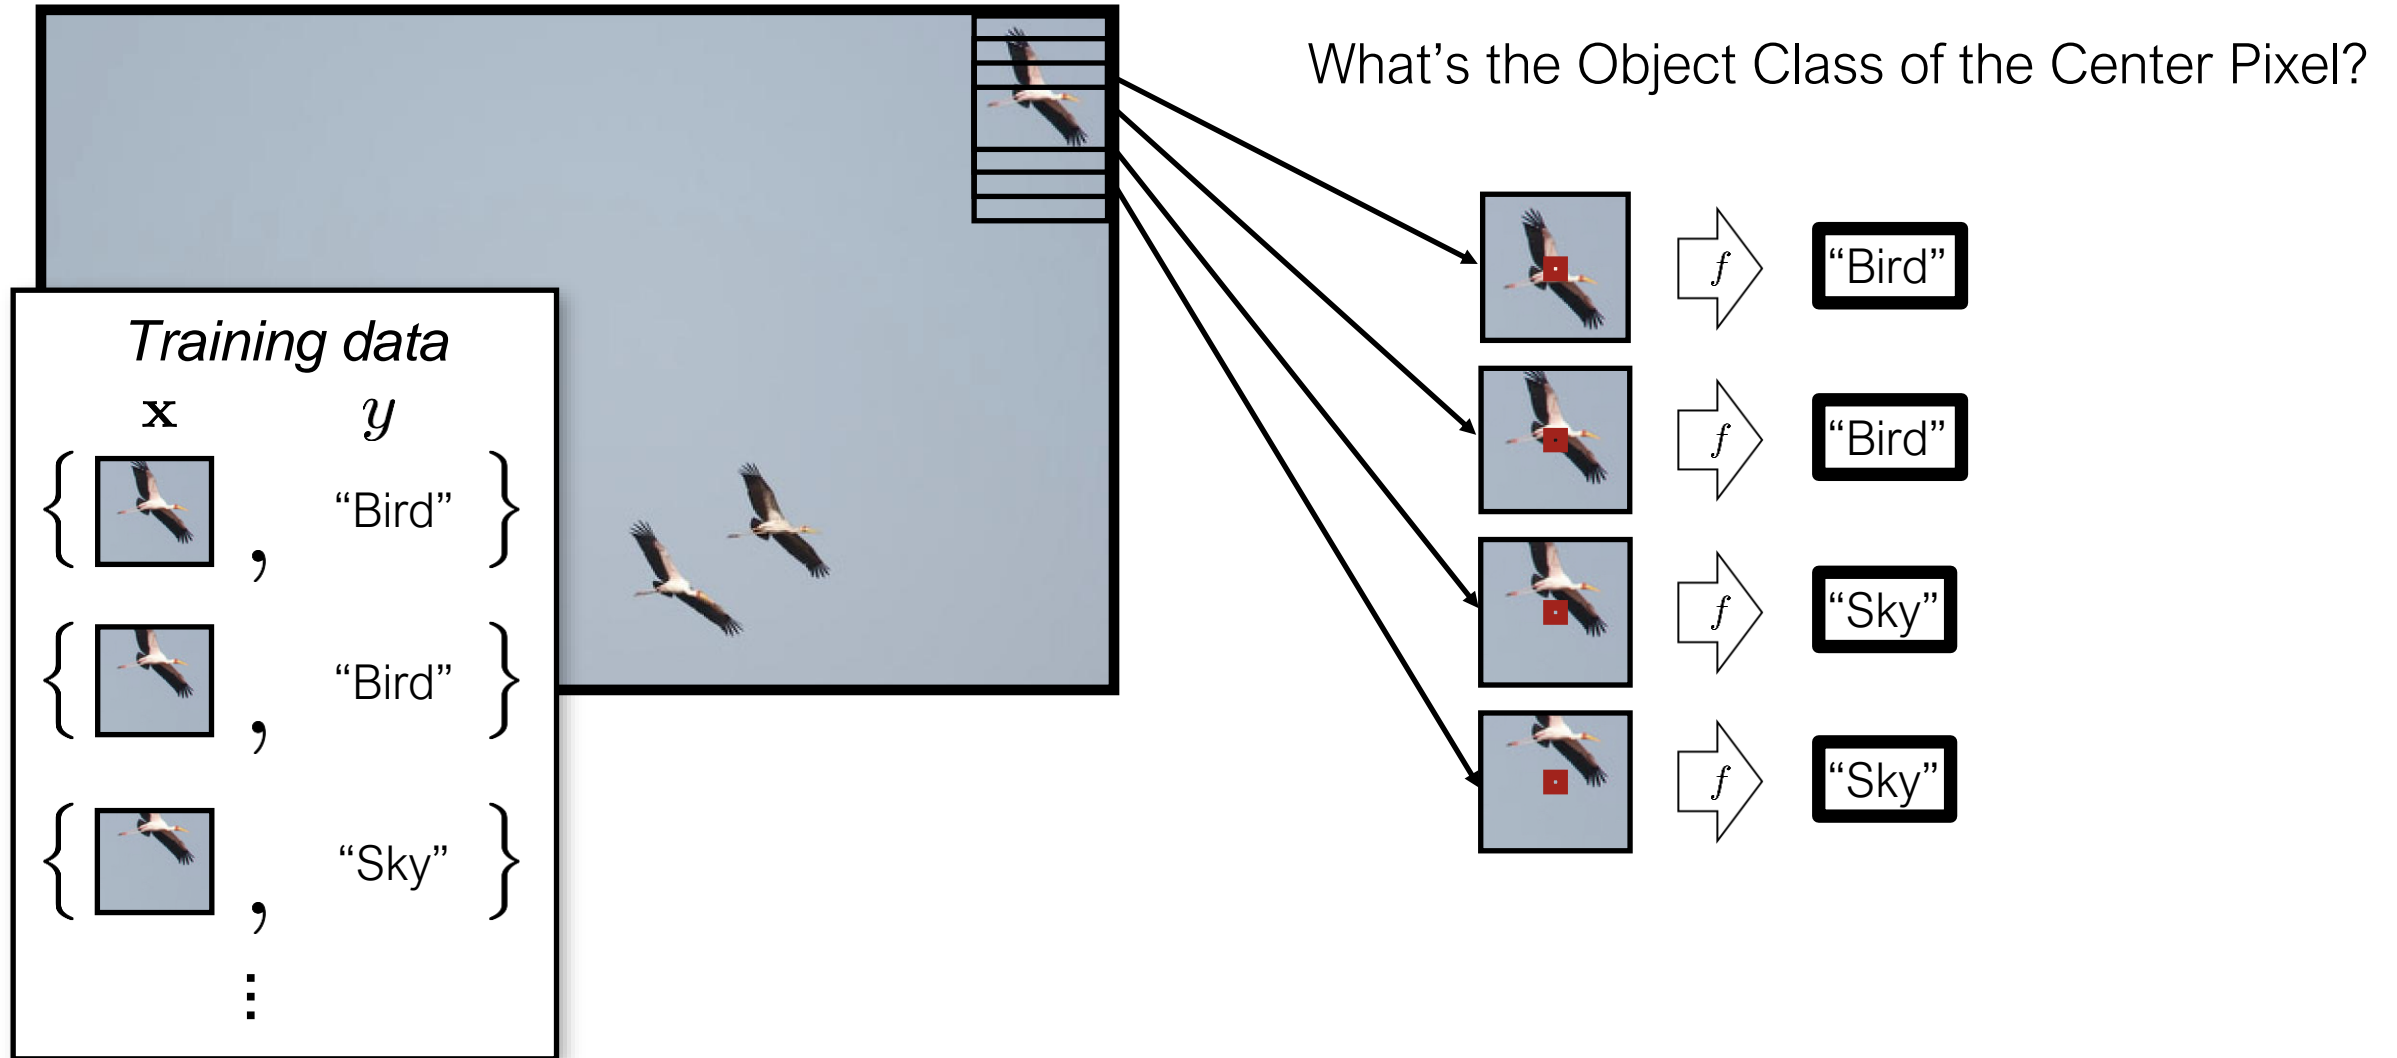 What’s the Object Class of the Center Pixel?
f “Bird”
f “Bird”
f “Sky”
f “Sky”
Training data
x y
{ , “Bird” }
{ , “Bird” }
{ , “Sky” }
⋮